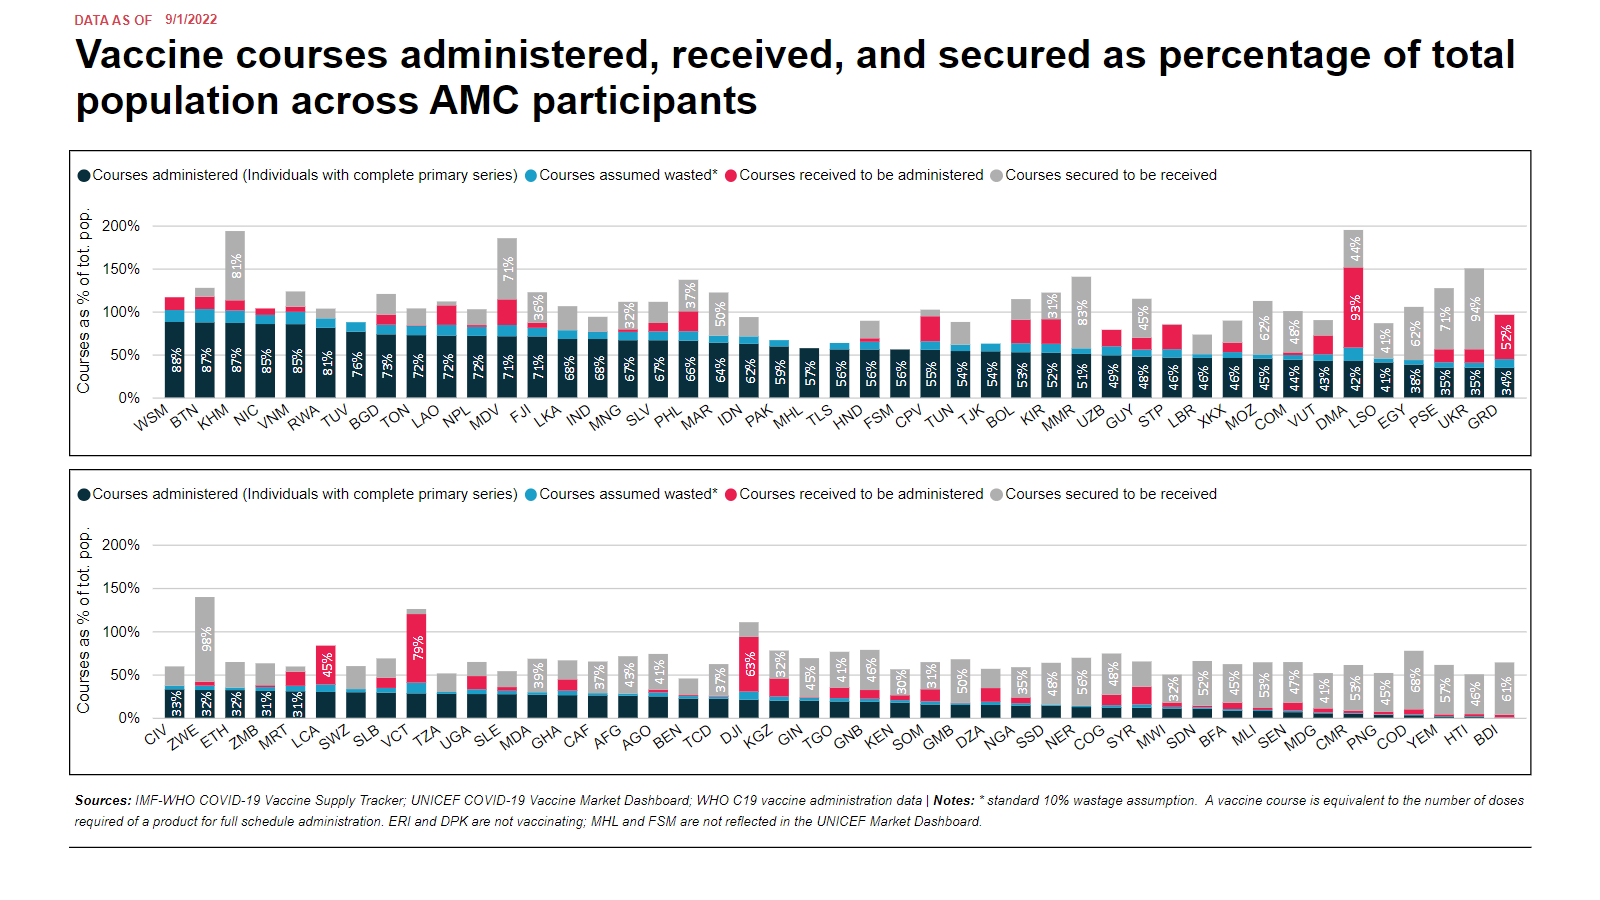 DATA AS OF 9/1/2022
Vaccine courses administered, received, and secured as percentage of total
population across AMC participants
Courses administered (Individuals with complete primary series) Courses assumed wasted* Courses received to be administered Courses secured to be received
Courses as % of tot. pop.
200%
150%
100%
50%
0%
81% 71% 36% 32% 37% 50% 31% 83% 45% 62% 48% 44% 93% 41% 62% 71% 94% 52%
88% 87% 87% 85% 85% 81% 76% 73% 72% 72% 72% 71% 71% 68% 68% 67% 67% 66% 64% 62% 59% 57% 56% 56% 56% 55% 54% 54% 53% 52% 51% 49% 48% 46% 46% 46% 45% 44% 43% 42% 41% 38% 35% 35% 34%
WSM BTN KHM NIC VNM RWA TUV BGD TON LAO NPL MDV FJI LKA IND MNG SLV PHL MAR IDN PAK MHL TLS HND FSM CPV TUN TJK BOL KIR MMR UZB GUY STP LBR XKX MOZ COM VUT DMA LSO EGY PSE UKR GRD
Courses administered (Individuals with complete primary series) Courses assumed wasted* Courses received to be administered Courses secured to be received
Courses as % of tot. pop.
200%
150%
100%
50%
0%
98% 45% 79% 39% 37% 43% 41% 37% 63% 32% 45% 41% 46% 30% 31% 50% 35% 48% 56% 48% 32% 52% 45% 53% 47% 41% 53% 45% 68% 57% 46% 61%
33% 32% 32% 31% 31%
CIV ZWE ETH ZMB MRT LCA SWZ SLB VCT TZA UGA SLE MDA GHA CAF AFG AGO BEN TCD DJI KGZ GIN TGO GNB KEN SOM GMB DZA NGA SSD NER COG SYR MWI SDN BFA MLI SEN MDG CMR PNG COD YEM HTI BDI
Sources: IMF-WHO COVID-19 Vaccine Supply Tracker; UNICEF COVID-19 Vaccine Market Dashboard; WHO C19 vaccine administration data | Notes: * standard 10% wastage assumption. A vaccine course is equivalent to the number of doses
required of a product for full schedule administration. ERI and DPK are not vaccinating; MHL and FSM are not reflected in the UNICEF Market Dashboard.